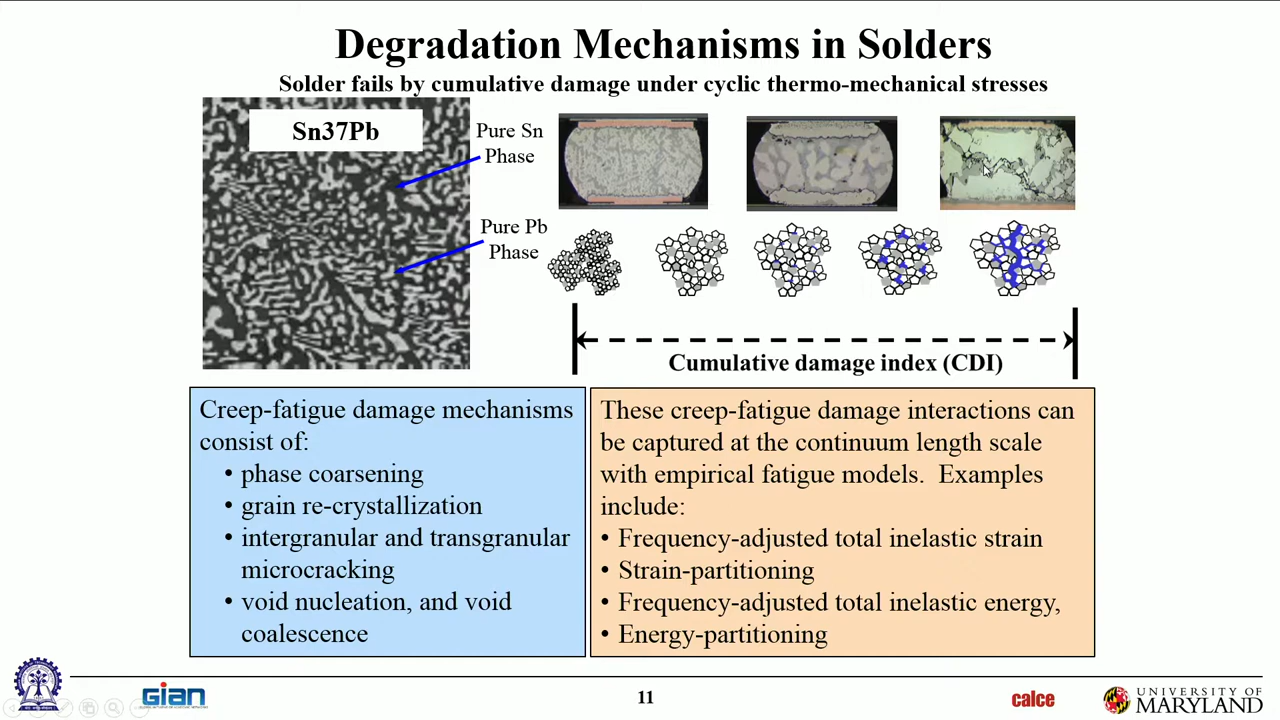 Degradation Mechanisms in Solders
Solder fails by cumulative damage under cyclic thermo-mechanical stresses
Sn37Pb
Pure Sn
Phase
Pure Pb
Phase
Cumulative damage index (CDI)
Creep-fatigue damage mechanisms
consist of:
• phase coarsening
• grain re-crystallization
• intergranular and transgranular
microcracking
• void nucleation, and void
coalescence
These creep-fatigue damage interactions can
be captured at the continuum length scale
with empirical fatigue models.  Examples
include:
• Frequency-adjusted total inelastic strain
• Strain-partitioning
• Frequency-adjusted total inelastic energy,
• Energy-partitioning
GIAN
11
calce
UNIVERSITY OF
MARYLAND